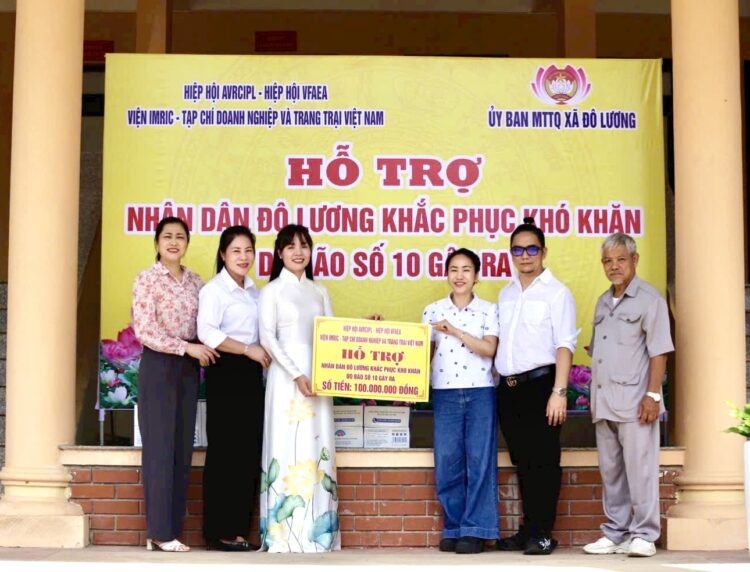 HIỆP HỘI AVRCIPL - HIỆP HỘI VFAEA
VIỆN IMRIC - TẠP CHÍ DOANH NGHIỆP VÀ TRANG TRẠI VIỆT NAM
ỦY BAN MTTQ XÃ ĐÔ LƯƠNG
HỖ TRỢ
NHÂN DÂN ĐÔ LƯƠNG KHẮC PHỤC KHÓ KHĂN
BÃO SỐ 10 GÂY RA
HIỆP HỘI AVRCIPL - HIỆP HỘI VFAEA
VIỆN IMRIC - TẠP CHÍ DOANH NGHIỆP VÀ TRANG TRẠI VIỆT NAM
HỖ TRỢ
NHÂN DÂN ĐÔ LƯƠNG KHẮC PHỤC KHÓ KHĂN
DO BÃO SỐ 10 GÂY RA
SỐ TIỀN: 100.000.000 ĐỒNG